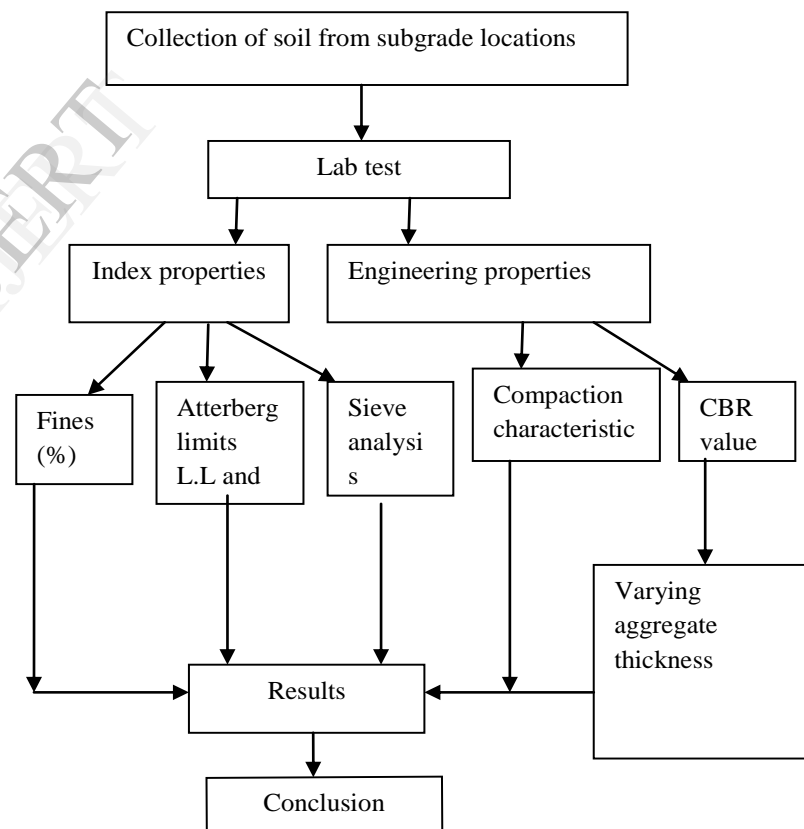 Collection of soil from subgrade locations
Lab test
Index properties
Engineering properties
Fines
(%)
Atterberg
limits
L.L and
Sieve
analysi
s
Compaction
characteristic
CBR
value
Varying
aggregate
thickness
Results
Conclusion